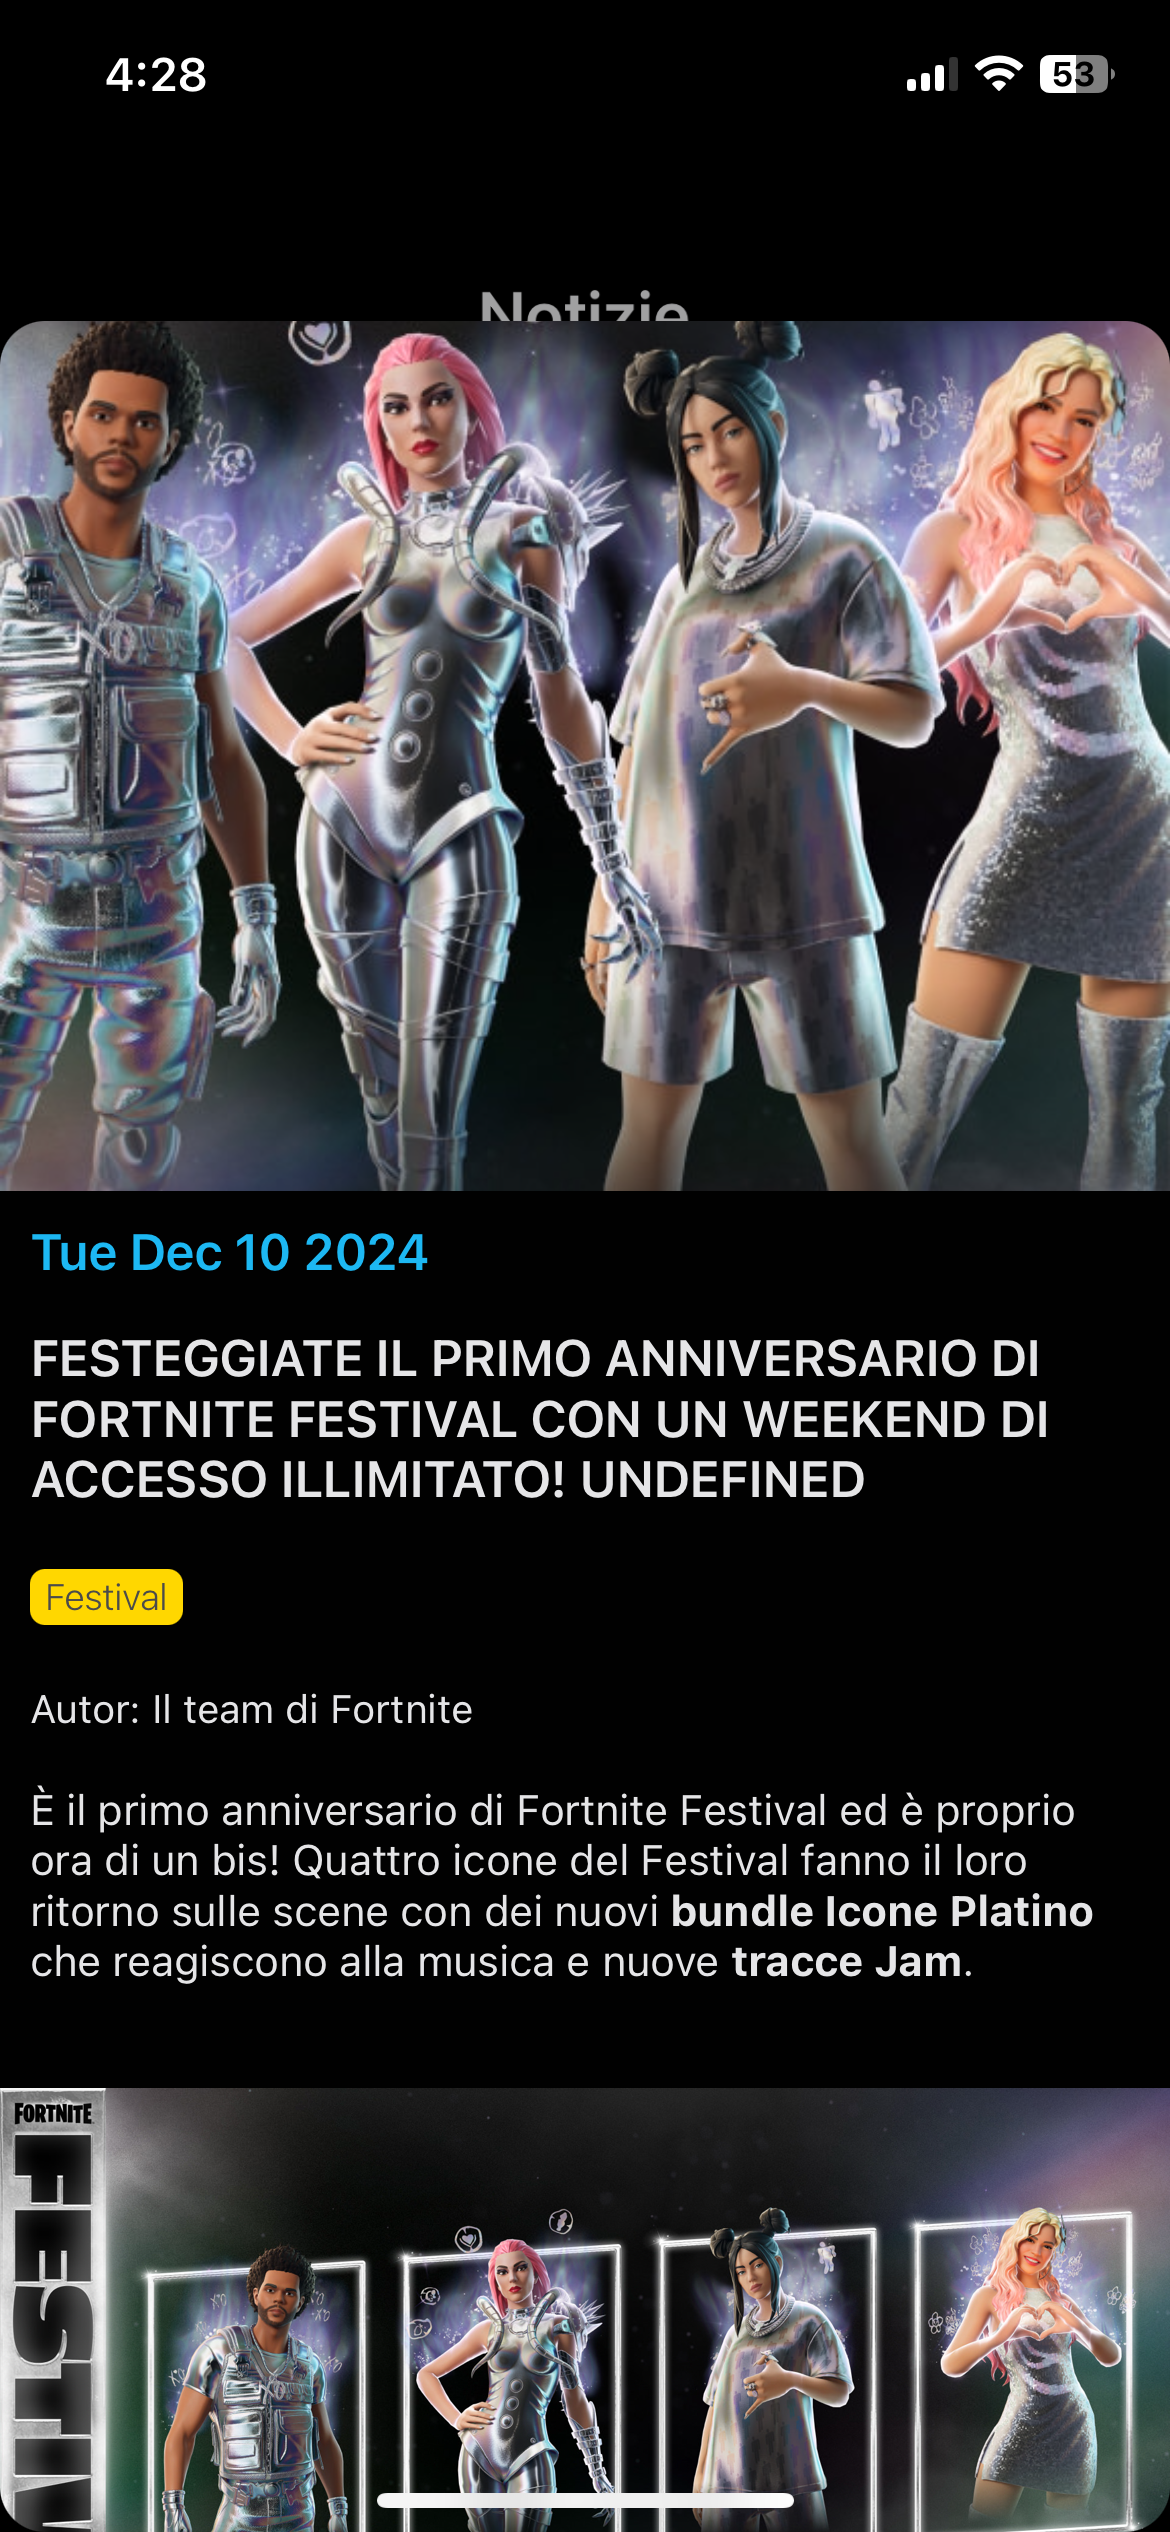 4:28
53
Notizie
Tue Dec 10 2024
FESTEGGIATE IL PRIMO ANNIVERSARIO DI
FORTNITE FESTIVAL CON UN WEEKEND DI
ACCESSO ILLIMITATO! UNDEFINED
Festival
Autor: Il team di Fortnite
È il primo anniversario di Fortnite Festival ed è proprio
ora di un bis! Quattro icone del Festival fanno il loro
ritorno sulle scene con dei nuovi bundle Icone Platino
che reagiscono alla musica e nuove tracce Jam.
FORTNITE
FESTIV